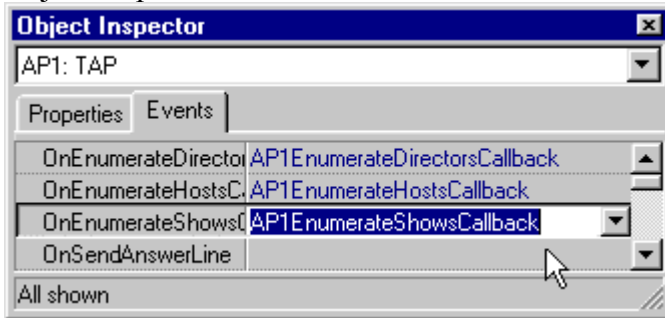 Object Inspector
AP1: TAP
Properties Events
OnEnumerateDirector AP1EnumerateDirectorsCallback
OnEnumerateHostsC AP1EnumerateHostsCallback
OnEnumerateShows( AP1EnumerateShowsCallback
OnSendAnswerLine
All shown